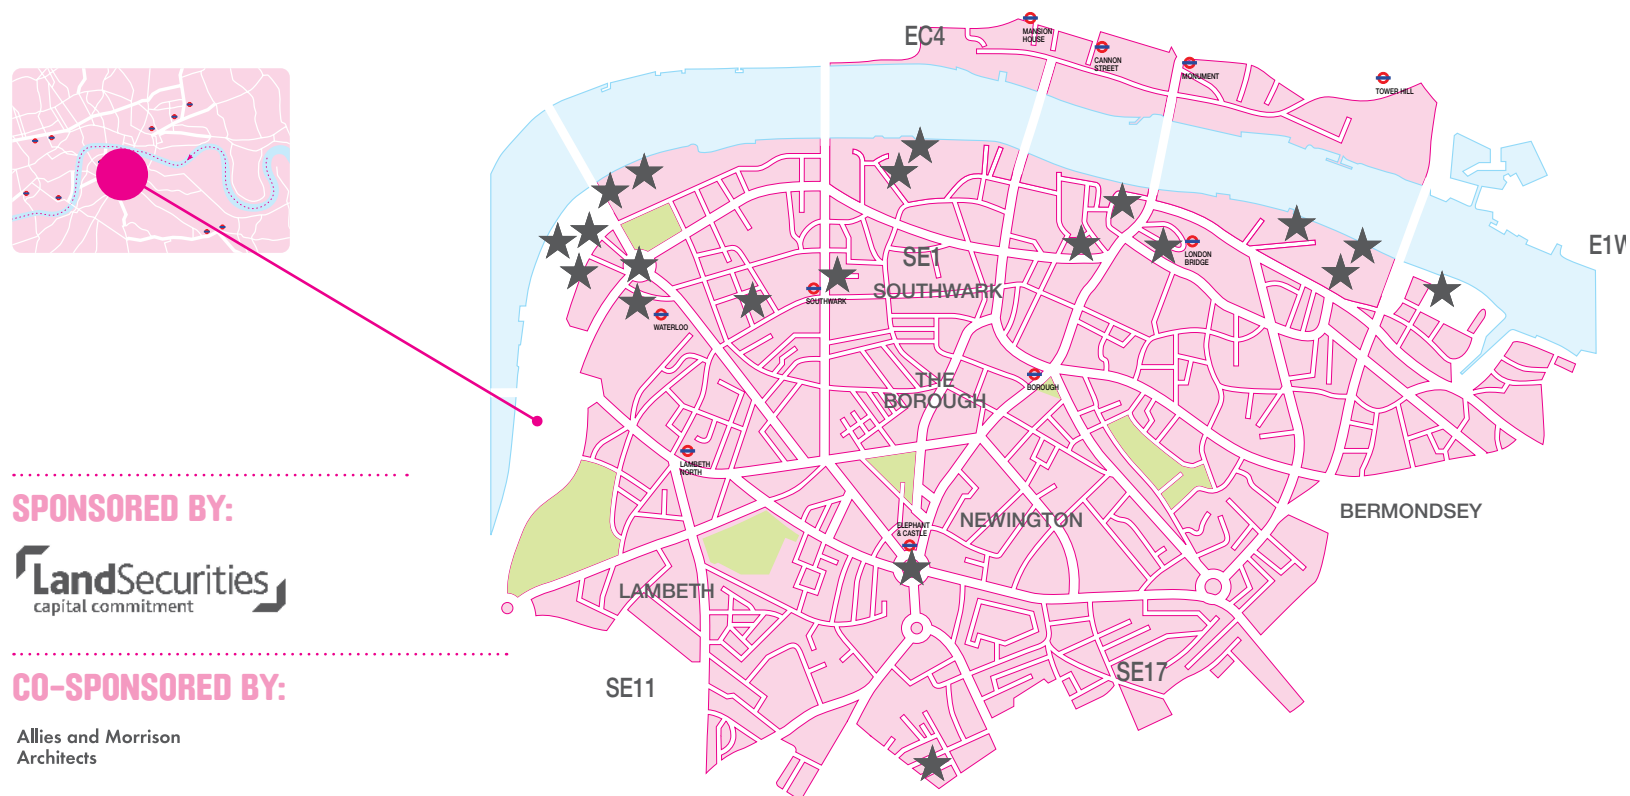 EC4
MANSION
HOUSE
CANNON
STREET
MONUMENT
TOWER HILL
E1W
SE1
SOUTHWARK
LONDON
BRIDGE
SOUTHWARK
WATERLOO
THE
BOROUGH
BOROUGH
LAMBETH
NORTH
SPONSORED BY:
LandSecurities
capital commitment
NEWINGTON
BERMONDSEY
ELEPHANT
& CASTLE
LAMBETH
CO-SPONSORED BY:
SE11
SE17
Allies and Morrison
Architects